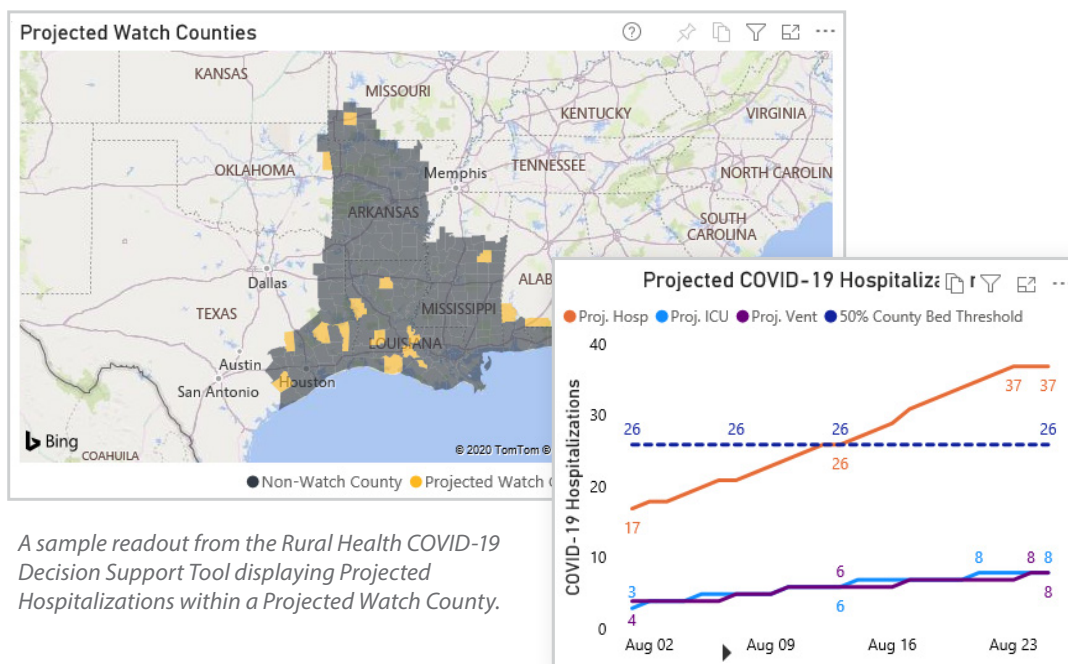 Projected Watch Counties
KANSAS
MISSOURI
KENTUCKY
VIRGINIA
OKLAHOMA
Memphis
TENNESSEE
NORTH CAROLIN
ARKANSAS
SOUTH
CAROLINA
Dallas
ALAB
MISSISSIPPI
TEXAS
LOUISIANA
Austin
Houston
San Antonio
Bing
COAHUILA
© 2020 TomTom ©
Non-Watch County Projected Watch
A sample readout from the Rural Health COVID-19
Decision Support Tool displaying Projected
Hospitalizations within a Projected Watch County.
Projected COVID-19 Hospitaliza
Proj. Hosp Proj. ICU Proj. Vent 50% County Bed Threshold
COVID-19 Hospitalizations
40
37 37
30
26 26 26
26
20
17
10
8 8 8
6
3
6
8
4
0
Aug 02 Aug 09 Aug 16 Aug 23